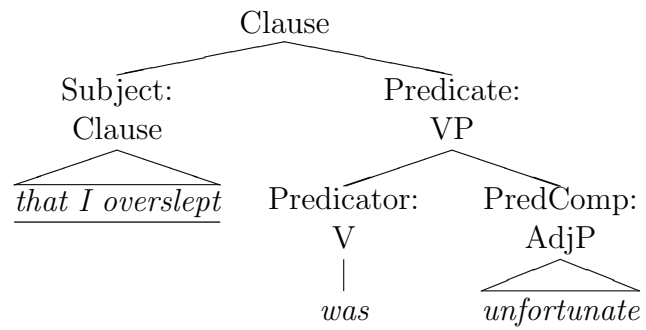 Clause
Subject: Predicate:
Clause VP
that I overslept Predicator: PredComp:
V AdjP
was unfortunate